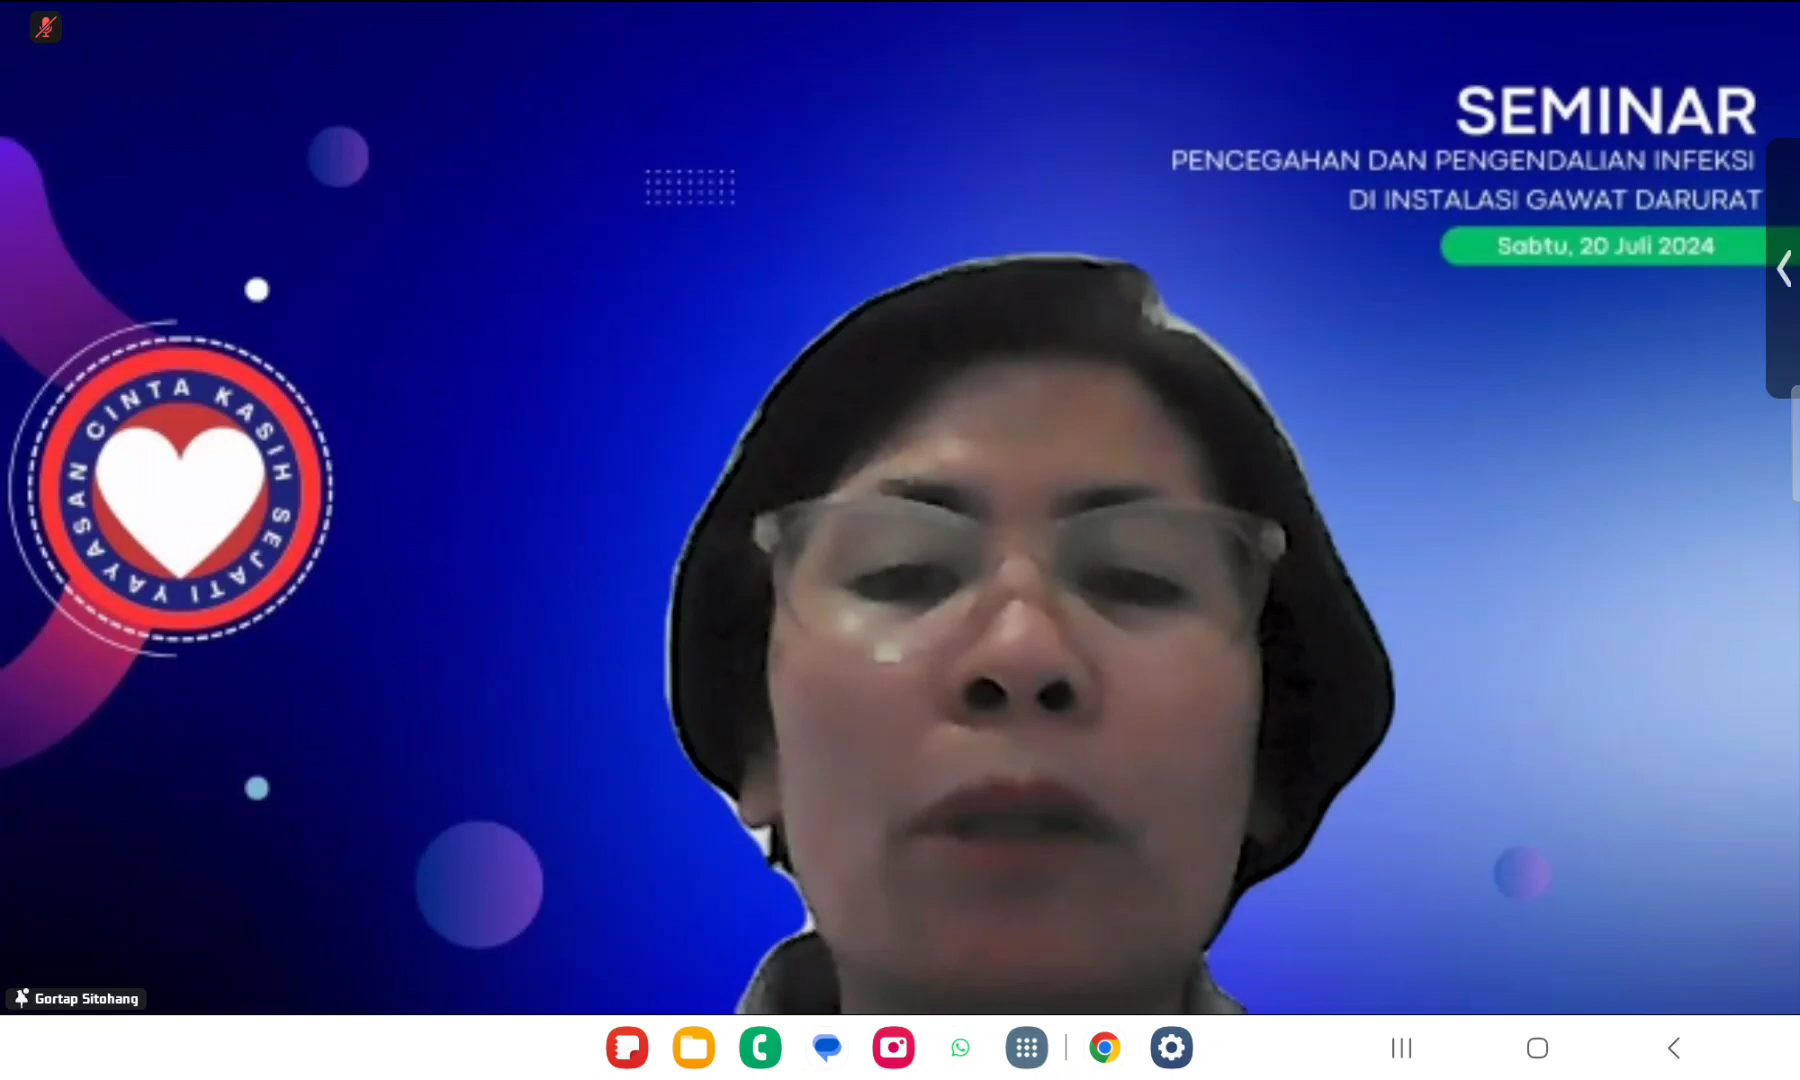 SEMINAR
PENCEGAHAN DAN PENGENDALIAN INFEKSI
DI INSTALASI GAWAT DARURAT
Sabtu, 20 Juli 2024
YAYASAN CINTA KASIH SEJATI
Gortap Sitohang